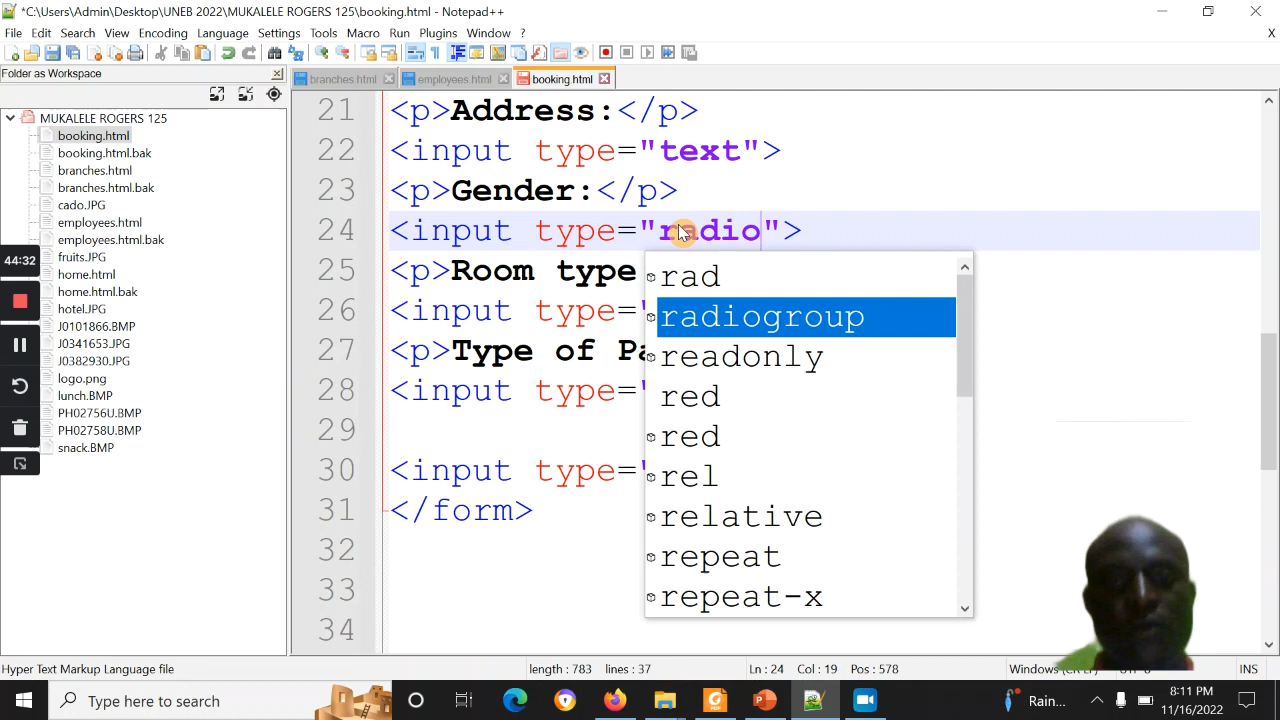 *C:\Users\Admin\Desktop\UNEB 2022\MUKALELE ROGERS 125\booking.html - Notepad++
File Edit Search View Encoding Language Settings Tools Macro Run Plugins Window ? X
Folder as Workspace
branches.html employees.html booking.html
MUKALELE ROGERS 125
booking.html
booking.html.bak
branches.html
branches.html.bak
cado.JPG
employees.html
employees.html.bak
fruits.JPG
home.html
home.html.bak
hotel.JPG
J0101866.BMP
J0341653.JPG
J0382930.JPG
logo.png
lunch.BMP
PH02756U.BMP
PH02758U.BMP
snack.BMP
44:32
21 <p>Address:</p>
22 <input type="text">
23 <p>Gender:</p>
24 <input type="radio">
25 <p>Room type
26 <input type="
27 <p>Type of Pa
28 <input type="
29
30 <input type="
31 </form>
32
33
34
rad
radiogroup
readonly
red
red
rel
relative
repeat
repeat-x
Hyper Text Markup Language file length : 783 lines : 37 Ln : 24 Col : 19 Pos : 578 Windows (CR LF) UTF-8 INS
Type here to search
Rain...
8:11 PM
11/16/2022